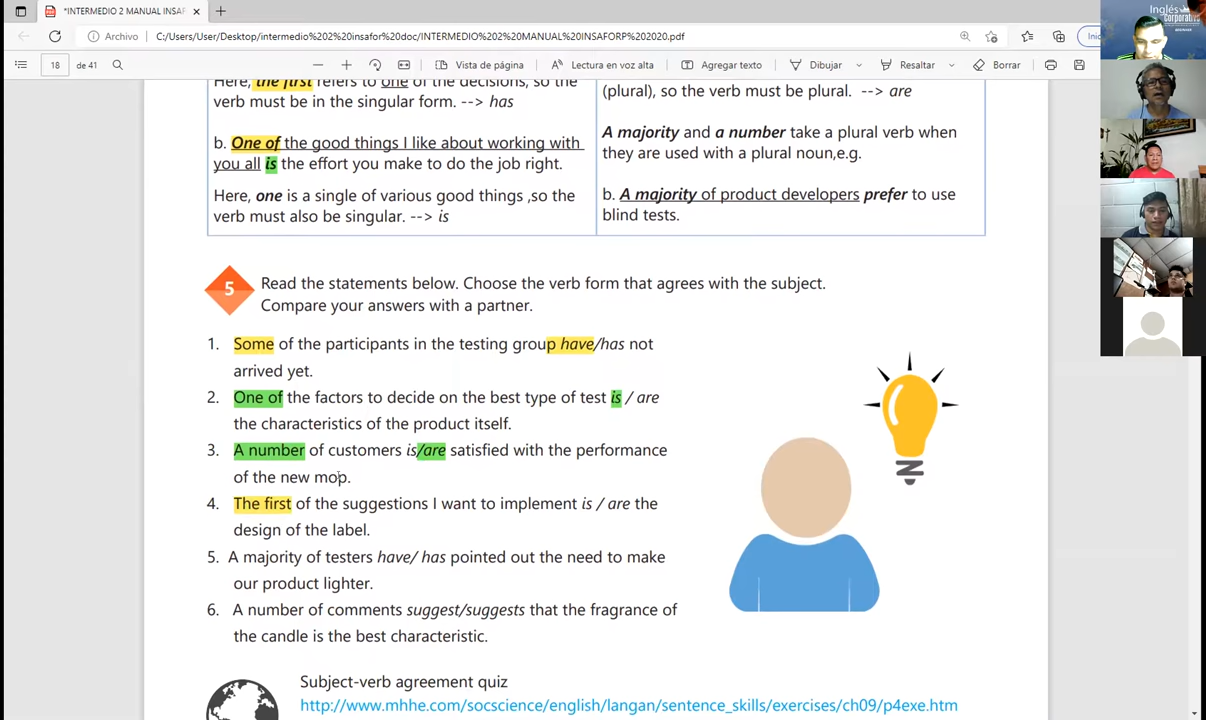 *INTERMEDIO 2 MANUAL INSAF
Archivo
C:/Users/User/Desktop/intermedio%202%20insafor%20doc/INTERMEDIO%202%20MANUAL%20INSAFORP%202020.pdf
18
de 41
Vista de página
Lectura en voz alta
Agregar texto
Dibujar
Resaltar
Borrar
Inglés
Corporativo
Here, the first refers to one of the decisions, so the
verb must be in the singular form. --> has
b. One of the good things I like about working with
you all is the effort you make to do the job right.
Here, one is a single of various good things ,so the
verb must also be singular. --> is
(plural), so the verb must be plural. --> are
A majority and a number take a plural verb when
they are used with a plural noun,e.g.
b. A majority of product developers prefer to use
blind tests.
5
Read the statements below. Choose the verb form that agrees with the subject.
Compare your answers with a partner.
1. Some of the participants in the testing group have/has not
arrived yet.
2. One of the factors to decide on the best type of test is / are
the characteristics of the product itself.
3. A number of customers is/are satisfied with the performance
of the new mop.
4. The first of the suggestions I want to implement is / are the
design of the label.
5. A majority of testers have/ has pointed out the need to make
our product lighter.
6. A number of comments suggest/suggests that the fragrance of
the candle is the best characteristic.
Subject-verb agreement quiz
http://www.mhhe.com/socscience/english/langan/sentence_skills/exercises/ch09/p4exe.htm